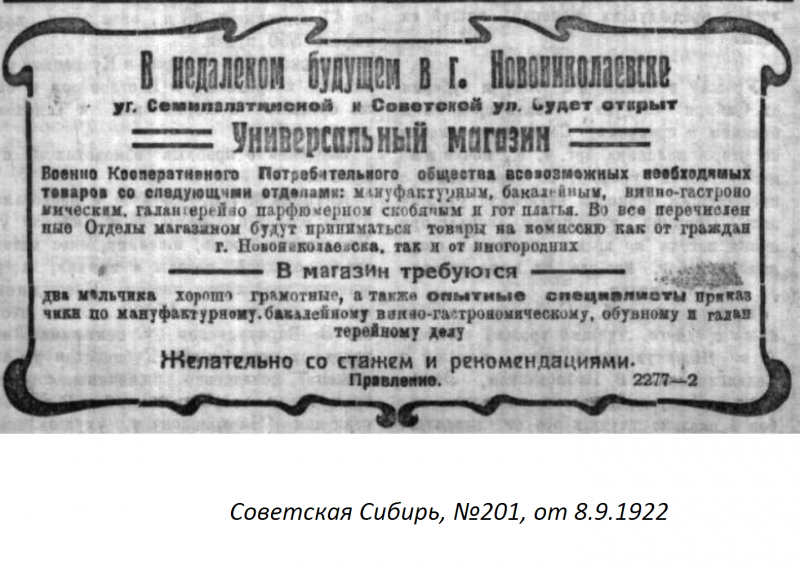 В недалеком будущем в г. Новониколаевске
уг. Семипалатинской и Советской ул. будет открыт
Универсальный магазин
Военно Кооперативного Потребительного общества всевозможных необходимых
товаров со следующими отделами: мануфактурным, бакалейным, винно-гастроно
мическим, галантерейно парфюмерном скобяным и гот платья. Во все перечислен
ные Отделы магазином будут приниматься товары на комиссию как от граждан
г. Новониколаевска, так и от иногородних
В магазин требуются
два мальчика хорошо грамотные, а также опытные специалисты приказ
чики по мануфактурному, бакалейному винно-гастрономическому, обувному и галан
терейному делу
Желательно со стажем и рекомендациями.
Правление. 2277—2
Советская Сибирь, №201, от 8.9.1922